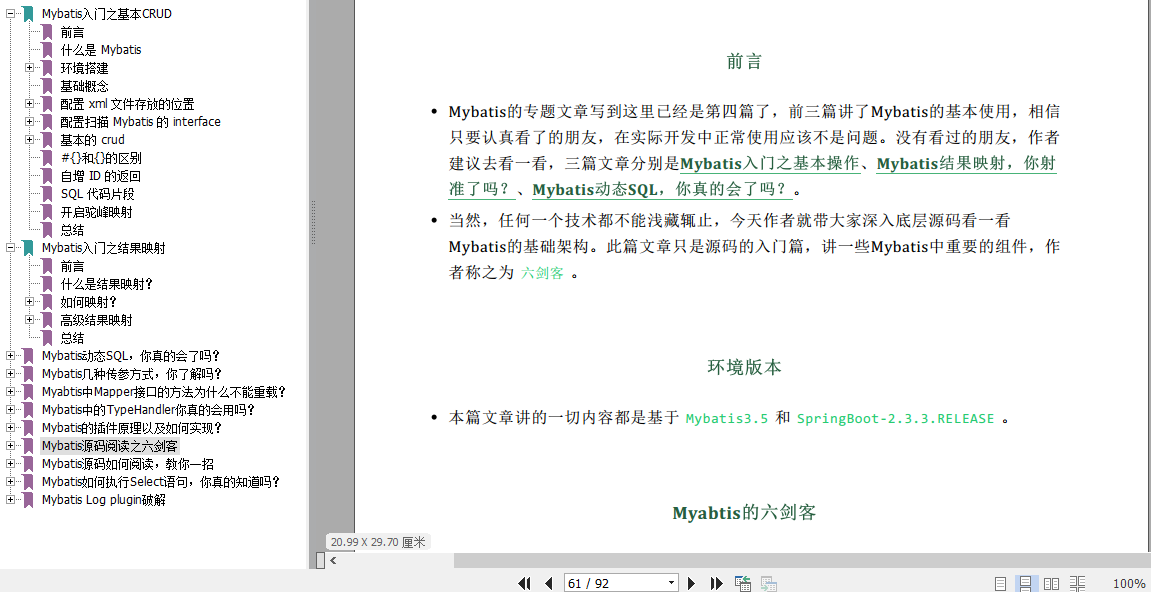 Mybatis入门之基本CRUD
前言
什么是 Mybatis
环境搭建
基础概念
配置 xml 文件存放的位置
配置扫描 Mybatis 的 interface
基本的 crud
#{}和{}的区别
自增 ID 的返回
SQL 代码片段
开启驼峰映射
总结
Mybatis入门之结果映射
前言
什么是结果映射？
如何映射？
高级结果映射
总结
Mybatis动态SQL，你真的会了吗？
Mybatis几种传参方式，你了解吗？
Myabtis中Mapper接口的方法为什么不能重载？
Mybatis中的TypeHandler你真的会用吗？
Mybatis的插件原理以及如何实现？
Mybatis源码阅读之六剑客
Mybatis源码如何阅读，教你一招
Mybatis如何执行Select语句，你真的知道吗？
Mybatis Log plugin破解
前言
• Mybatis的专题文章写到这里已经是第四篇了，前三篇讲了Mybatis的基本使用，相信
只要认真看了的朋友，在实际开发中正常使用应该不是问题。没有看过的朋友，作者
建议去看一看，三篇文章分别是Mybatis入门之基本操作、Mybatis结果映射，你射
准了吗？、Mybatis动态SQL，你真的会了吗？。
• 当然，任何一个技术都不能浅藏辄止，今天作者就带大家深入底层源码看一看
Mybatis的基础架构。此篇文章只是源码的入门篇，讲一些Mybatis中重要的组件，作
者称之为 六剑客 。
环境版本
• 本篇文章讲的一切内容都是基于 Mybatis3.5 和 SpringBoot-2.3.3.RELEASE 。
Myabtis的六剑客
20.99 X 29.70 厘米
61 / 92
100%